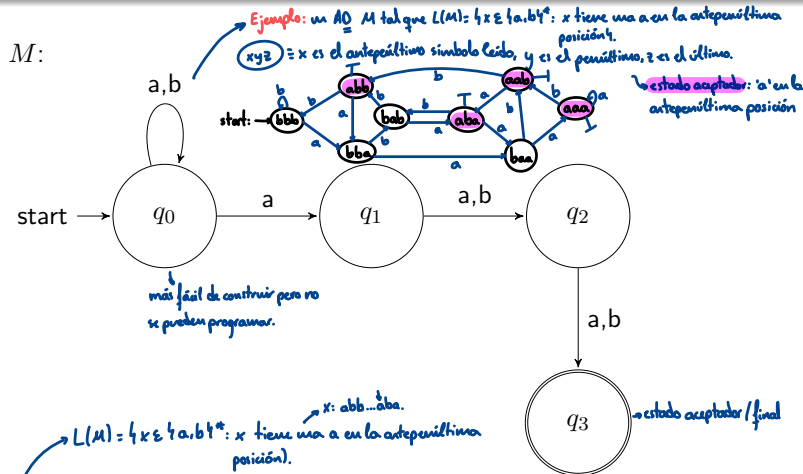 Ejemplo: un AD M tal que L(M) = {x ε {a,b}*: x tiene una a en la antepenúltima
posición}.
M:
xyz ≡ x es el antepenúltimo símbolo leído, y es el penúltimo, z es el último.
a,b
b
abb
aab
estado aceptador: 'a' en la
antepenúltima posición
b
b
b
b
a
start:
bbb
a
bab
b
a
aba
a
a
b
aaa
a
bba
b
a
baa
a
start
q0
a
q1
a,b
q2
más fácil de construir pero no
se pueden programar.
a,b
x: abb...aba.
q3
estado aceptador/final
L(M) = {x ε {a,b}*: x tiene una a en la antepenúltima
posición).